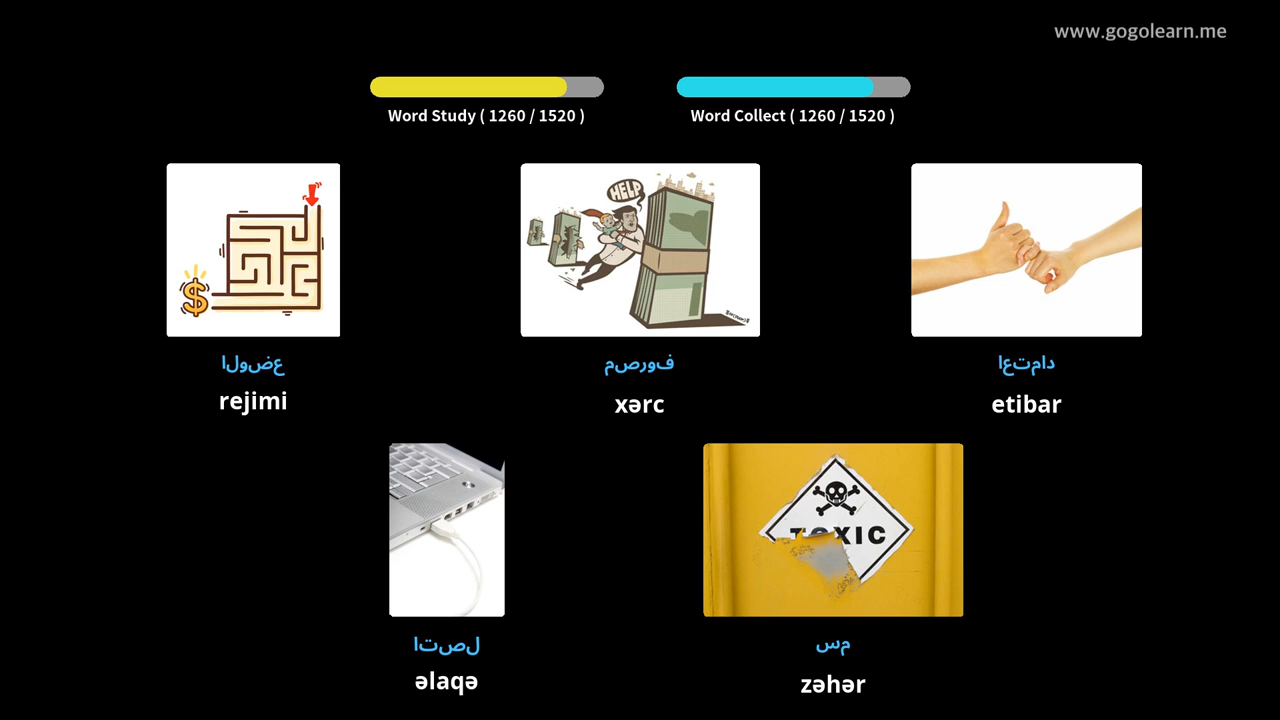 www.gogolearn.me
Word Study ( 1260 / 1520 )
Word Collect ( 1260 / 1520 )
HELP
الوضع
rejimi
مصروف
xərc
اعتماد
etibar
TOXIC
اتصل
əlaqə
سم
zəhər